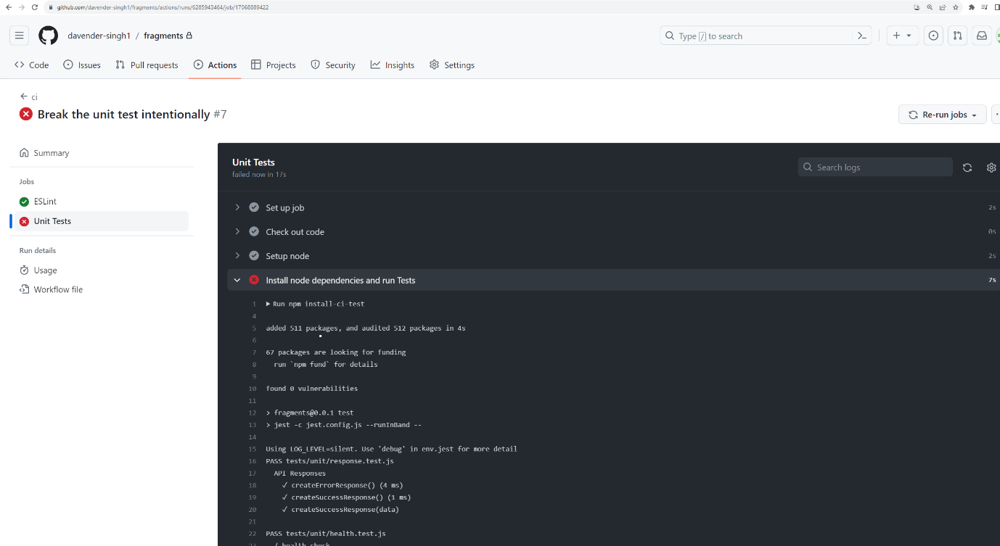 github.com/davender-singh1/fragments/actions/runs/6285943464/job/17068889422
davender-singh1 / fragments
Type / to search
Code Issues Pull requests Actions Projects Security Insights Settings
ci
Break the unit test intentionally #7
Re-run jobs
Summary
Jobs
ESLint
Unit Tests
Run details
Usage
Workflow file
Unit Tests
failed now in 17s
Search logs
Set up job 2s
Check out code 0s
Setup node 2s
Install node dependencies and run Tests 7s
1 Run npm install-ci-test
4
5 added 511 packages, and audited 512 packages in 4s
6
7 67 packages are looking for funding
8 run `npm fund` for details
9
10 found 0 vulnerabilities
11
12 > fragments@0.0.1 test
13 > jest -c jest.config.js --runInBand --
14
15 Using LOG_LEVEL=silent. Use 'debug' in env.jest for more detail
16 PASS tests/unit/response.test.js
17 API Responses
18 ✓ createErrorResponse() (4 ms)
19 ✓ createSuccessResponse() (1 ms)
20 ✓ createSuccessResponse(data)
21
22 PASS tests/unit/health.test.js
23 / health check